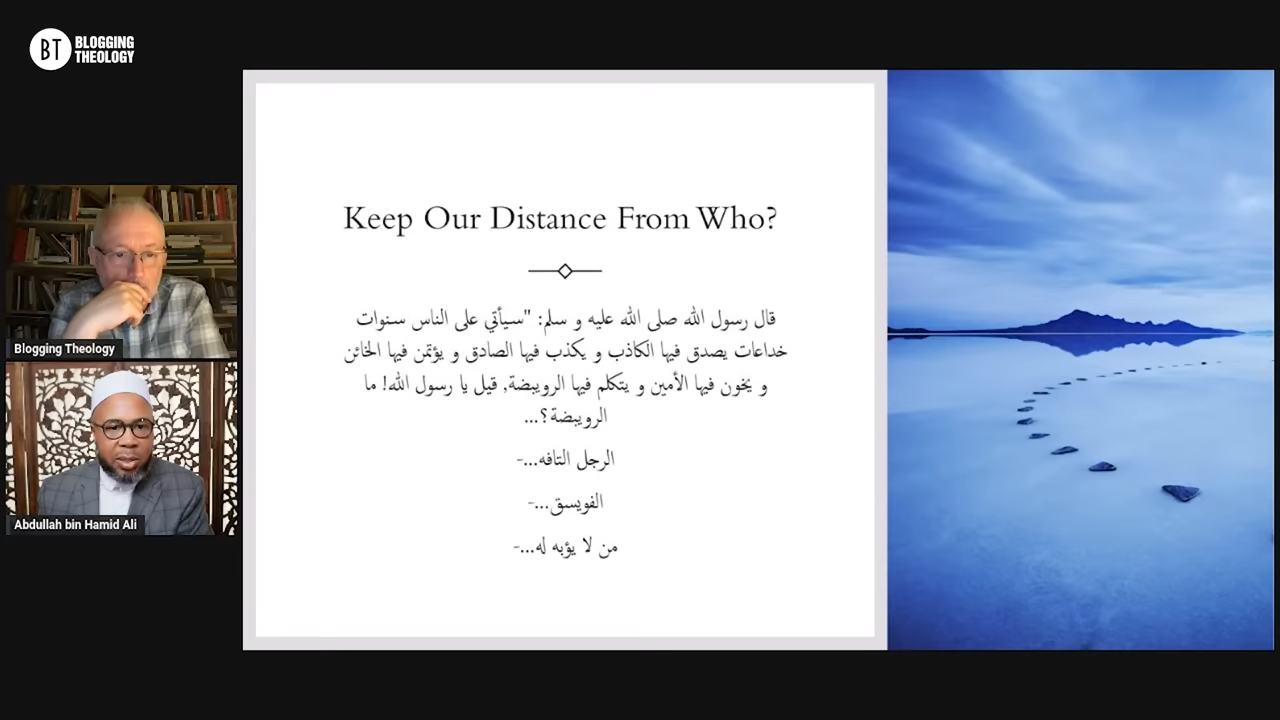 BT
BLOGGING
THEOLOGY
Keep Our Distance From Who?
قال رسول الله صلى الله عليه و سلم: "سيأتي على الناس سنوات
خداعات يصدق فيها الكاذب و يكذب فيها الصادق و يؤتمن فيها الخائن
و يخون فيها الأمين و يتكلم فيها الرويبضة, قيل يا رسول الله! ما
الرويبضة؟...
الرجل التافه...-
الفويسق...-
من لا يؤبه له...-
Blogging Theology
Abdullah bin Hamid Ali